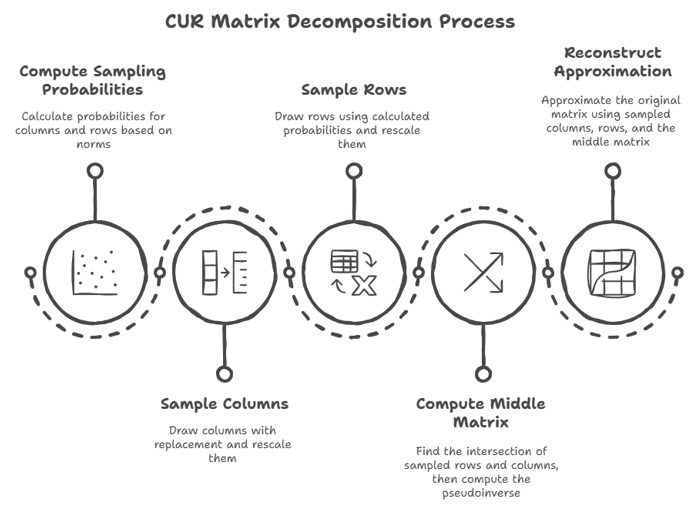 CUR Matrix Decomposition Process
Compute Sampling
Probabilities
Calculate probabilities for
columns and rows based on
norms
Sample Columns
Draw columns with
replacement and rescale
them
Sample Rows
Draw rows using calculated
probabilities and rescale
them
Compute Middle
Matrix
Find the intersection of
sampled rows and columns,
then compute the
pseudoinverse
Reconstruct
Approximation
Approximate the original
matrix using sampled
columns, rows, and the
middle matrix